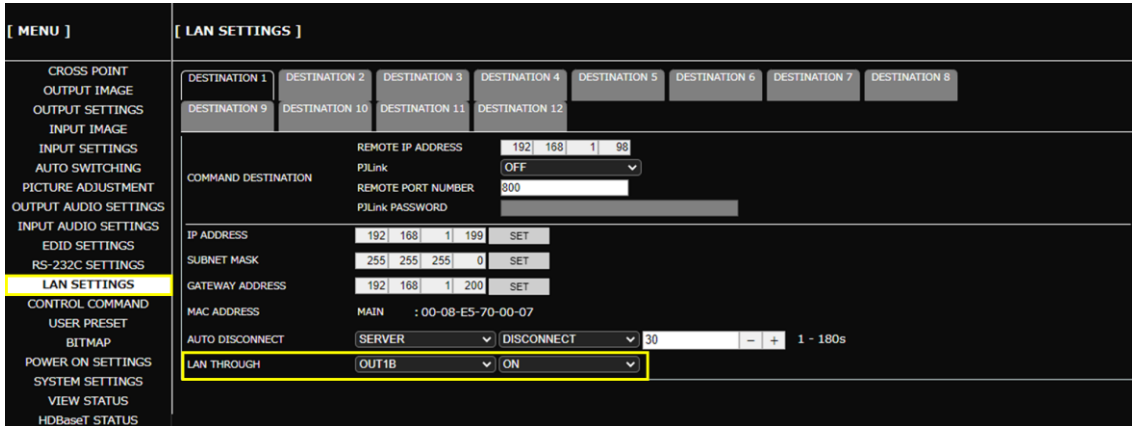 [ MENU ]
[ LAN SETTINGS ]
CROSS POINT
OUTPUT IMAGE
OUTPUT SETTINGS
INPUT IMAGE
INPUT SETTINGS
AUTO SWITCHING
PICTURE ADJUSTMENT
OUTPUT AUDIO SETTINGS
INPUT AUDIO SETTINGS
EDID SETTINGS
RS-232C SETTINGS
LAN SETTINGS
CONTROL COMMAND
USER PRESET
BITMAP
POWER ON SETTINGS
SYSTEM SETTINGS
VIEW STATUS
HDBaseT STATUS
DESTINATION 1 DESTINATION 2 DESTINATION 3 DESTINATION 4 DESTINATION 5 DESTINATION 6 DESTINATION 7 DESTINATION 8
DESTINATION 9 DESTINATION 10 DESTINATION 11 DESTINATION 12
COMMAND DESTINATION
REMOTE IP ADDRESS 192 168 1 98
PJLink OFF
REMOTE PORT NUMBER 800
PJLink PASSWORD
IP ADDRESS 192 168 1 199 SET
SUBNET MASK 255 255 255 0 SET
GATEWAY ADDRESS 192 168 1 200 SET
MAC ADDRESS MAIN : 00-08-E5-70-00-07
AUTO DISCONNECT SERVER DISCONNECT 30 - + 1 - 180s
LAN THROUGH OUT1B ON